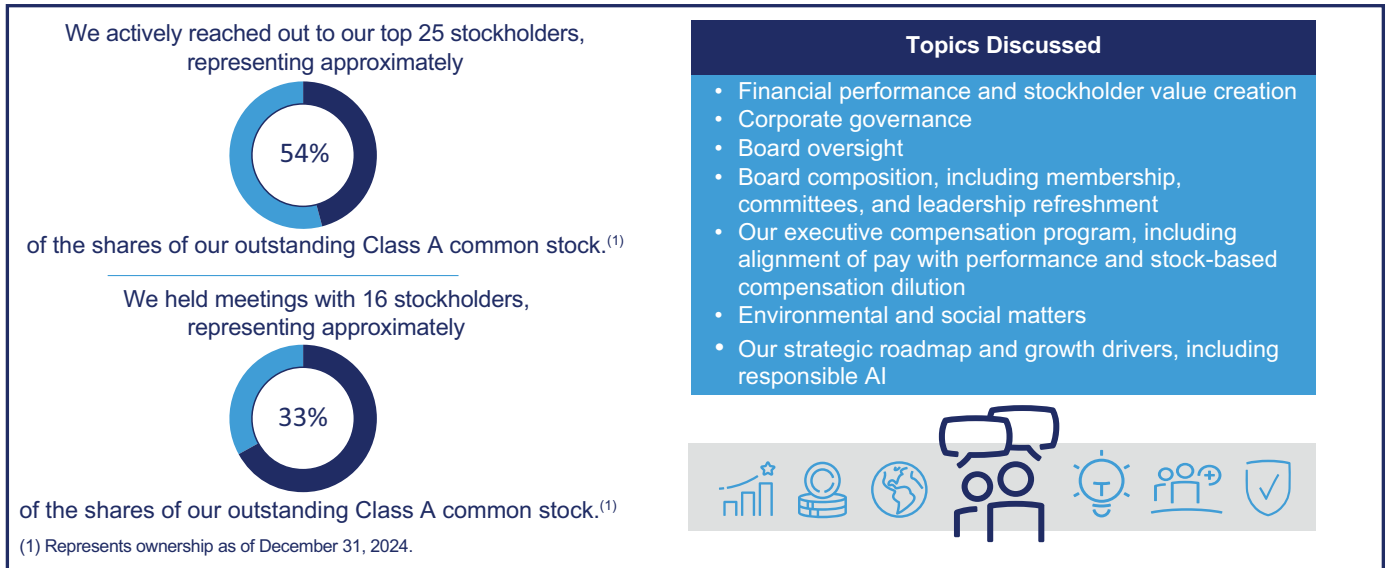 We actively reached out to our top 25 stockholders,
representing approximately
54%
of the shares of our outstanding Class A common stock.(1)
We held meetings with 16 stockholders,
representing approximately
33%
of the shares of our outstanding Class A common stock.(1)
(1) Represents ownership as of December 31, 2024.
Topics Discussed
• Financial performance and stockholder value creation
• Corporate governance
• Board oversight
• Board composition, including membership,
committees, and leadership refreshment
• Our executive compensation program, including
alignment of pay with performance and stock-based
compensation dilution
• Environmental and social matters
• Our strategic roadmap and growth drivers, including
responsible AI